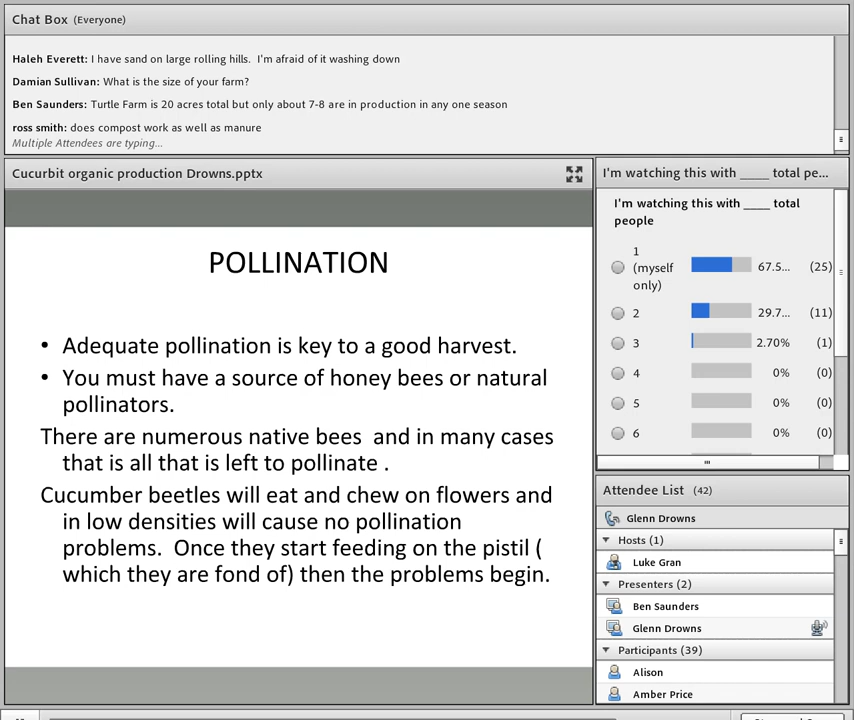 Chat Box (Everyone)
Haleh Everett: I have sand on large rolling hills.  I'm afraid of it washing down
Damian Sullivan: What is the size of your farm?
Ben Saunders: Turtle Farm is 20 acres total but only about 7-8 are in production in any one season
ross smith: does compost work as well as manure
Multiple Attendees are typing...
Cucurbit organic production Drowns.pptx
POLLINATION
• Adequate pollination is key to a good harvest.
• You must have a source of honey bees or natural
pollinators.
There are numerous native bees  and in many cases
that is all that is left to pollinate .
Cucumber beetles will eat and chew on flowers and
in low densities will cause no pollination
problems.  Once they start feeding on the pistil (
which they are fond of) then the problems begin.
I'm watching this with ____ total pe...
I'm watching this with ____ total
people
1
(myself
only)
67.5... (25)
2 29.7... (11)
3 2.70% (1)
4 0% (0)
5 0% (0)
6 0% (0)
Attendee List (42)
Glenn Drowns
Hosts (1)
Luke Gran
Presenters (2)
Ben Saunders
Glenn Drowns
Participants (39)
Alison
Amber Price